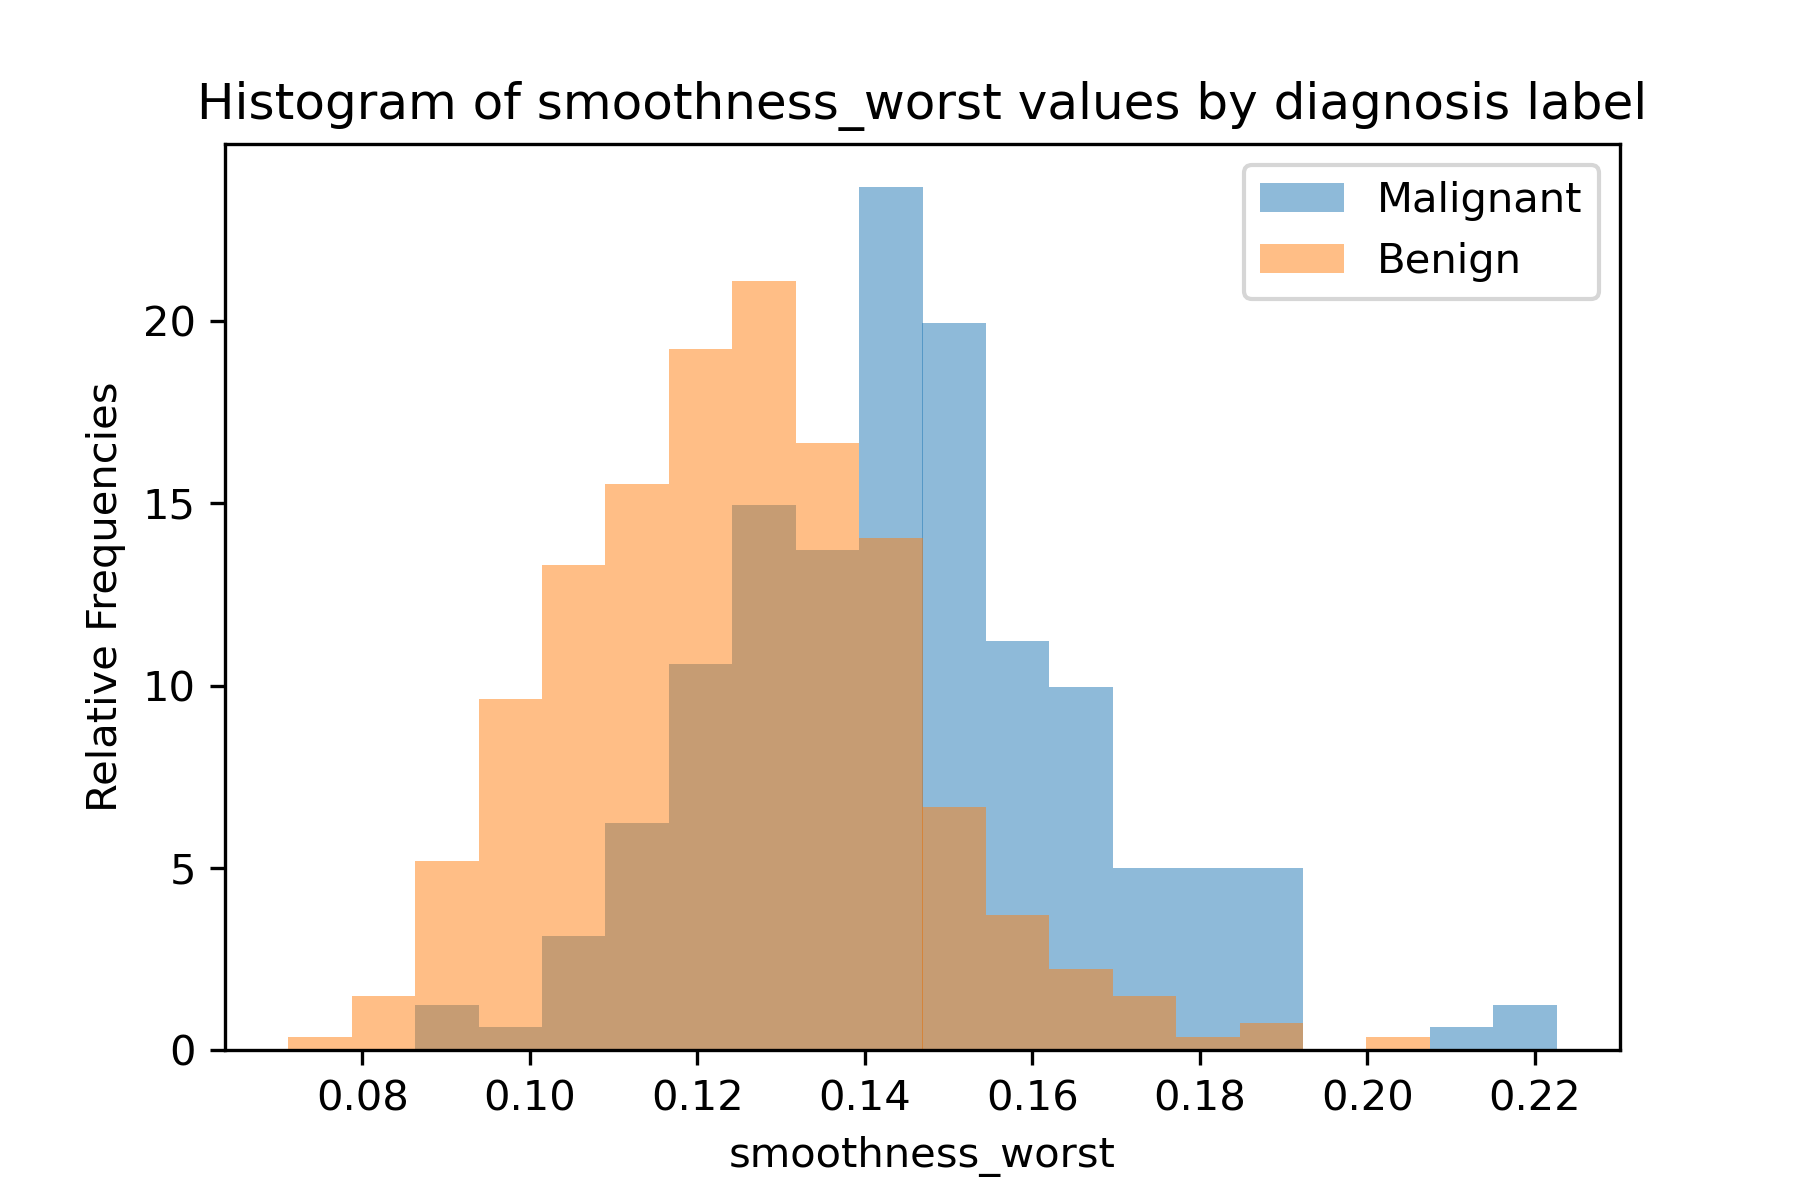 Histogram of smoothness_worst values by diagnosis label
Malignant
Benign
Relative Frequencies
20
15
10
5
0
0.08 0.10 0.12 0.14 0.16 0.18 0.20 0.22
smoothness_worst